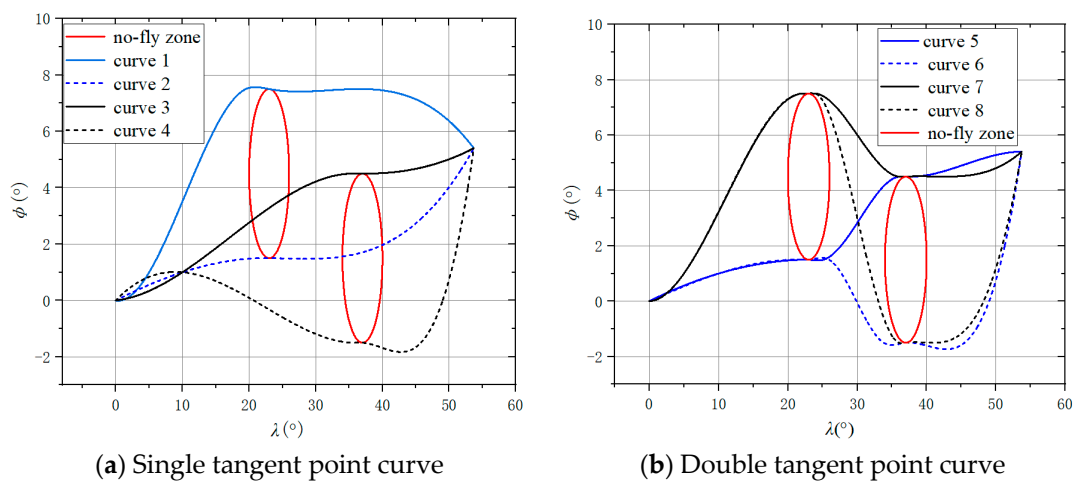 10
8
6
4
2
0
-2
ϕ (°)
0 10 20 30 40 50 60
λ (°)
no-fly zone
curve 1
curve 2
curve 3
curve 4
(a) Single tangent point curve
10
8
6
4
2
0
-2
ϕ (°)
0 10 20 30 40 50 60
λ(°)
curve 5
curve 6
curve 7
curve 8
no-fly zone
(b) Double tangent point curve